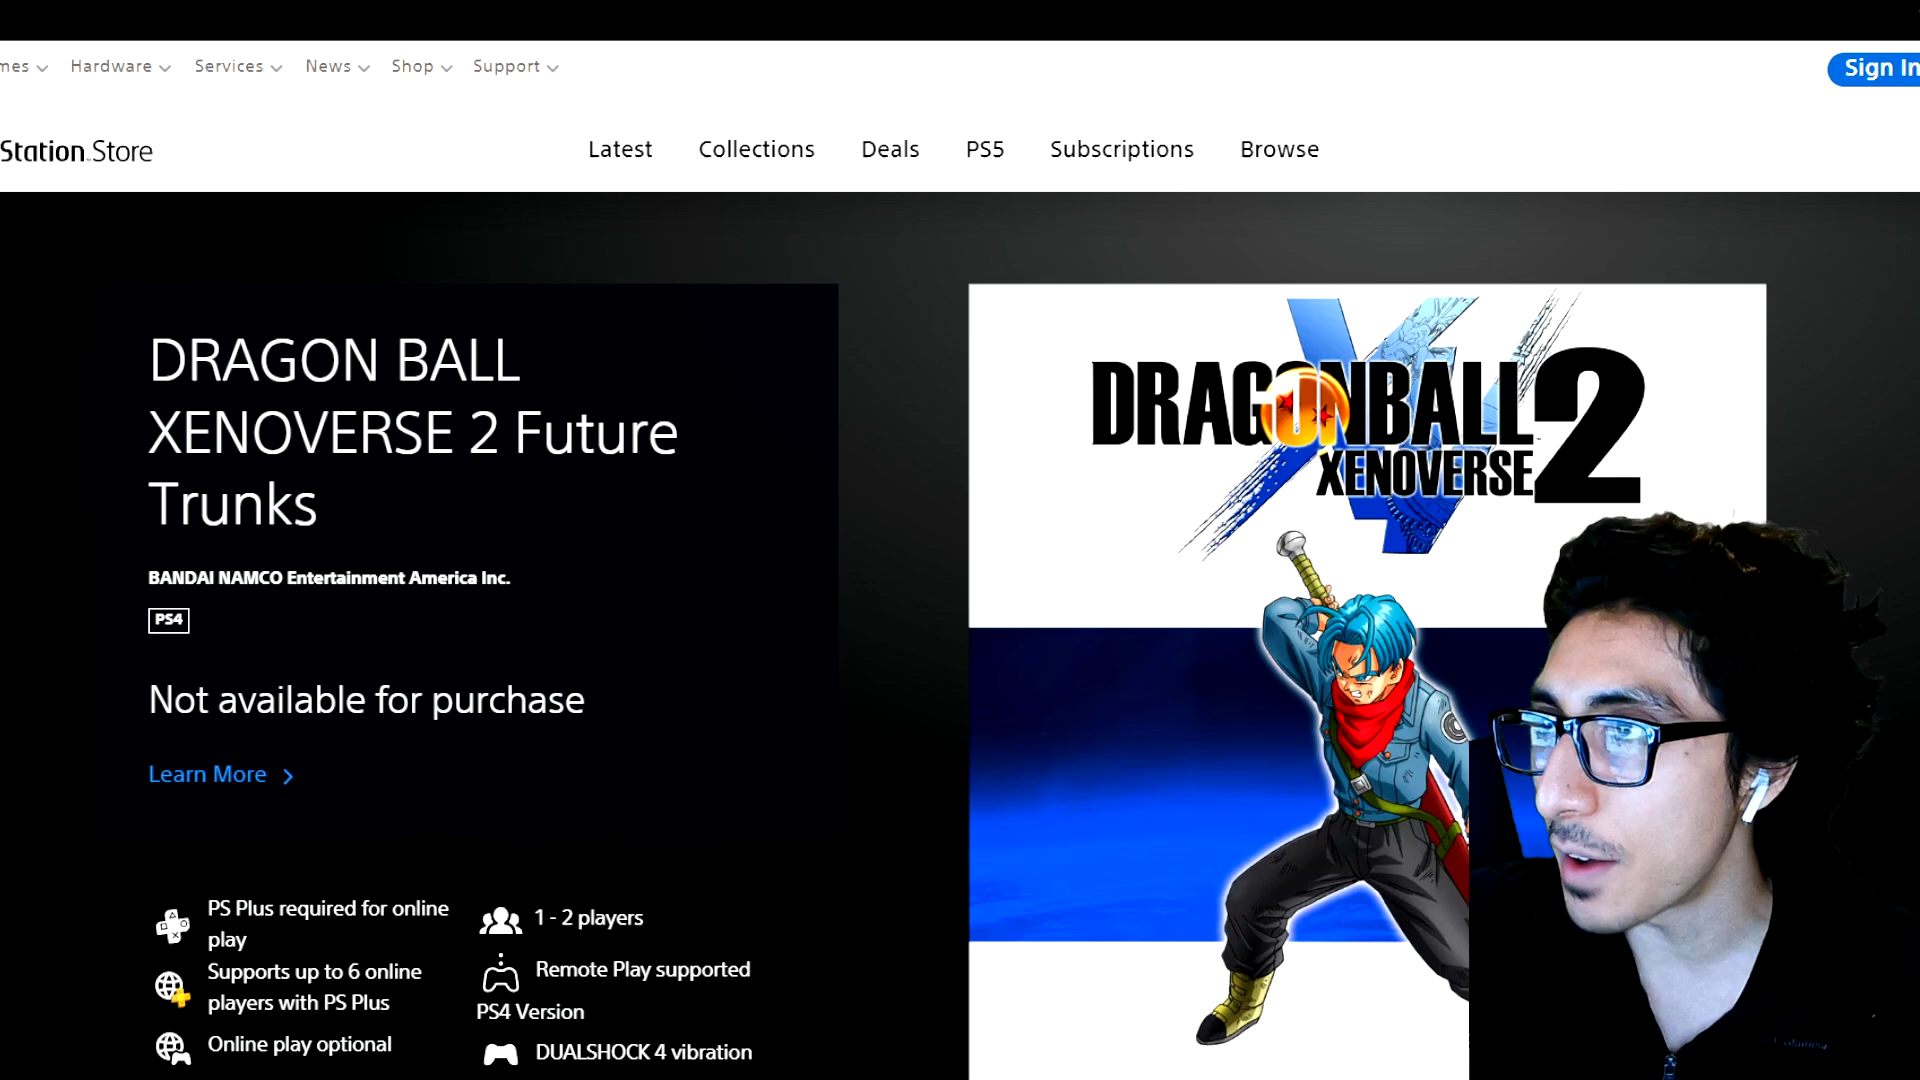 mes Hardware Services News Shop Support
Sign In
Station Store
Latest Collections Deals PS5 Subscriptions Browse
DRAGON BALL
XENOVERSE 2 Future
Trunks
BANDAI NAMCO Entertainment America Inc.
PS4
Not available for purchase
Learn More
PS Plus required for online
play
Supports up to 6 online
players with PS Plus
Online play optional
1 - 2 players
Remote Play supported
PS4 Version
DUALSHOCK 4 vibration
DRAGONBALL
XENOVERSE 2